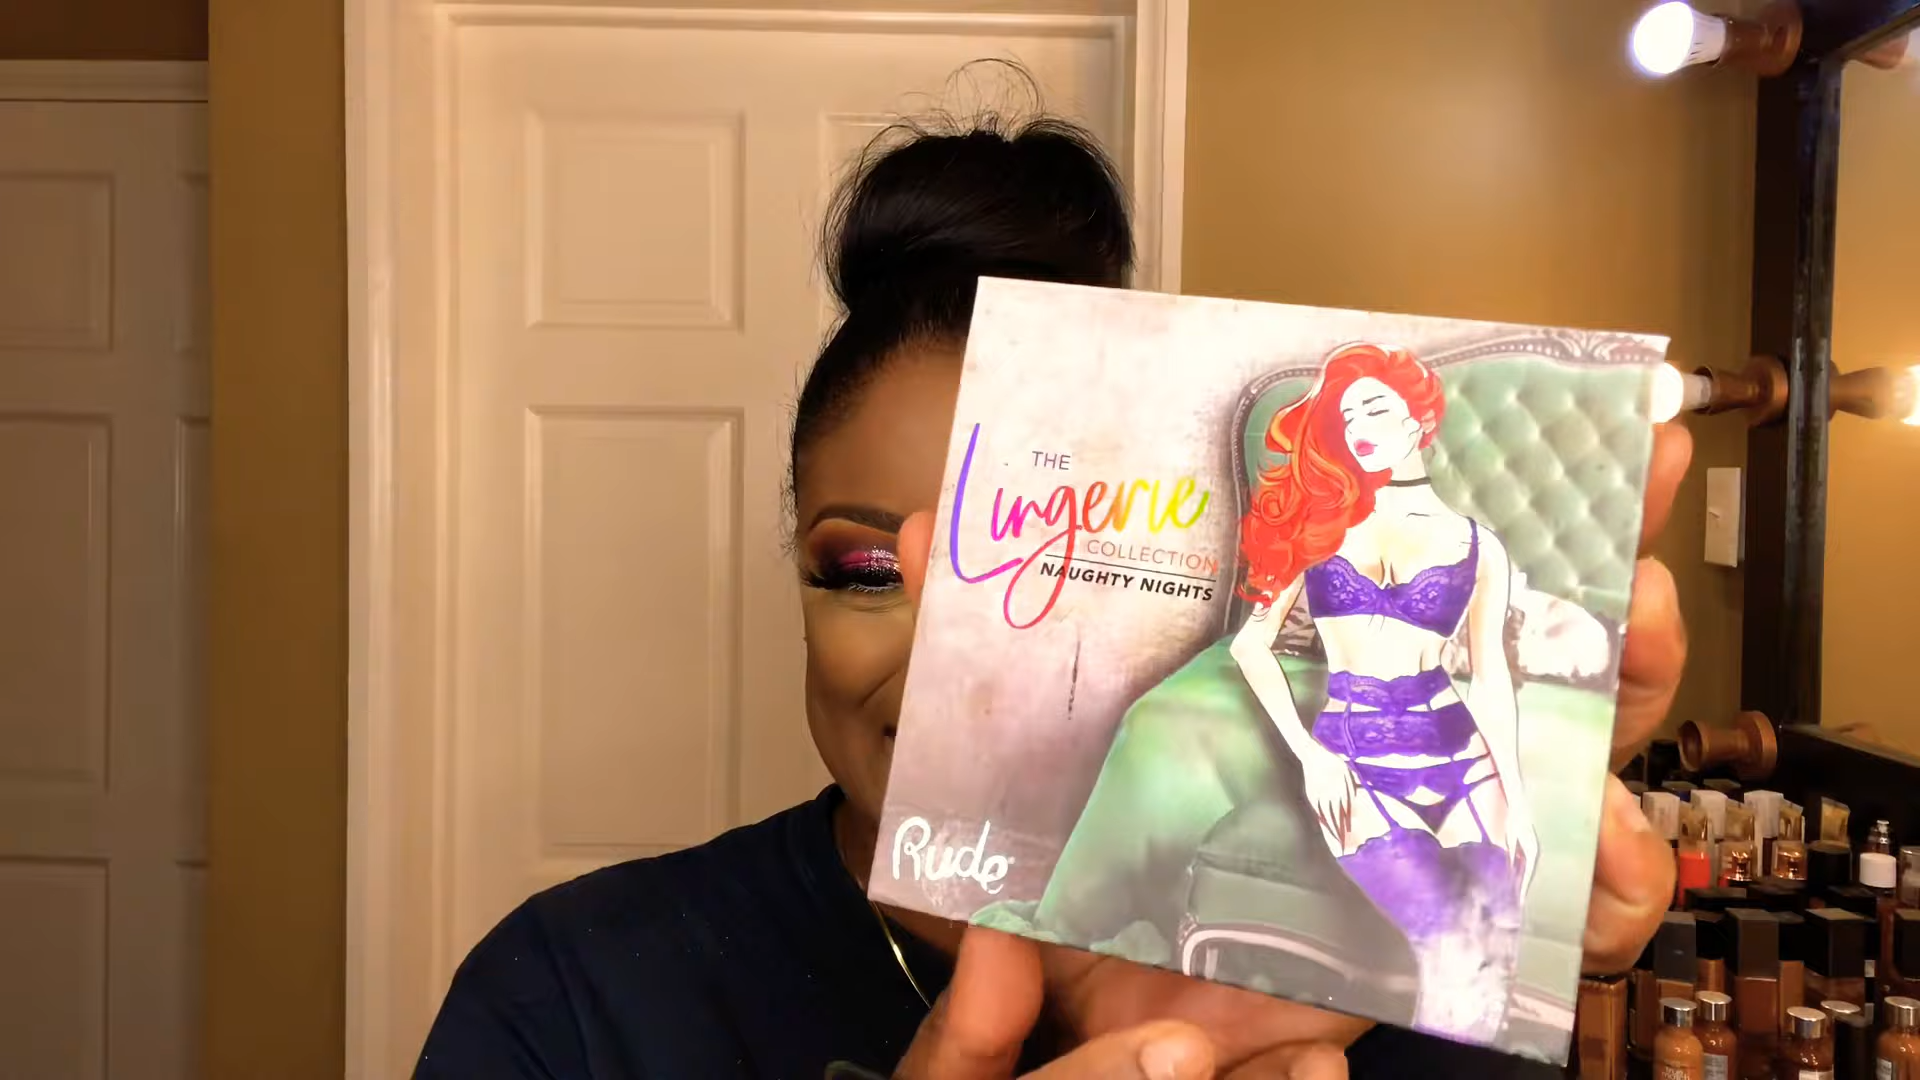 THE
Lingerie
COLLECTION
NAUGHTY NIGHTS
Rude